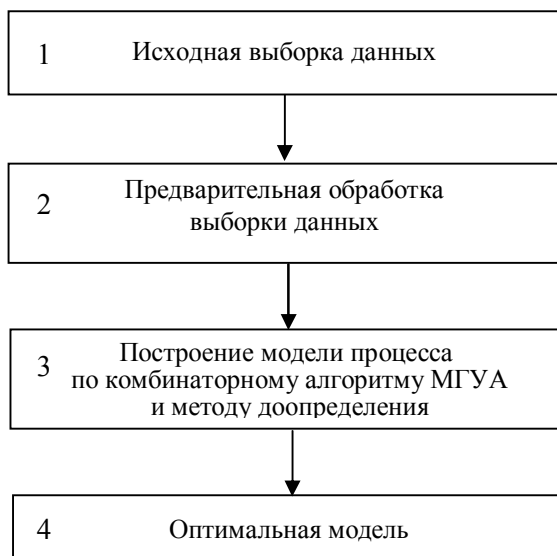 1 Исходная выборка данных
Предварительная обработка
2 выборки данных
Построение модели процесса
3 по комбинаторному алгоритму МГУА
и методу доопределения
4 Оптимальная модель